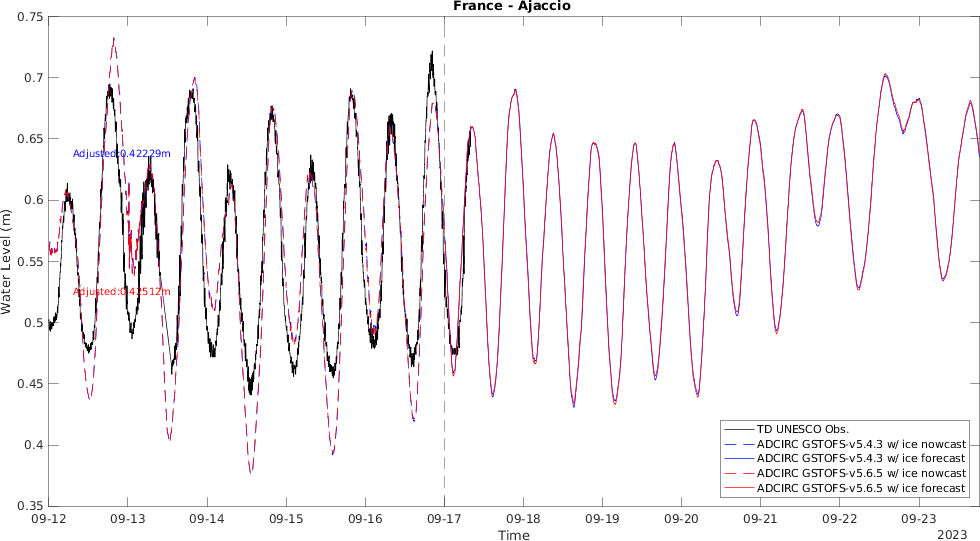 France - Ajaccio
0.75
0.7
0.65
0.6
0.55
0.5
0.45
0.4
0.35
Water Level (m)
Adjusted:0.42229m
Adjusted:0.42512m
TD UNESCO Obs.
ADCIRC GSTOFS-v5.4.3 w/ ice nowcast
ADCIRC GSTOFS-v5.4.3 w/ ice forecast
ADCIRC GSTOFS-v5.6.5 w/ ice nowcast
ADCIRC GSTOFS-v5.6.5 w/ ice forecast
09-12 09-13 09-14 09-15 09-16 09-17 09-18 09-19 09-20 09-21 09-22 09-23
Time
2023